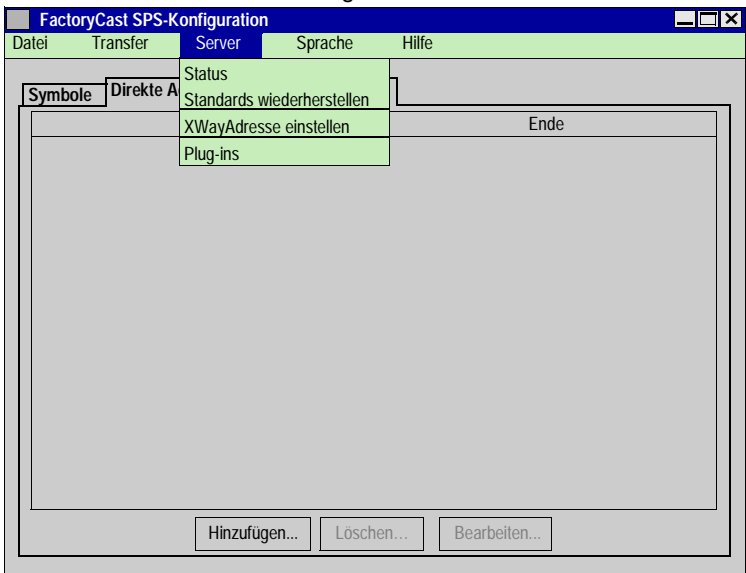 FactoryCast SPS-Konfiguration
Datei Transfer Server Sprache Hilfe
Status
Standards wiederherstellen
XWayAdresse einstellen
Plug-ins
Symbole Direkte
Ende
Hinzufügen... Löschen... Bearbeiten...